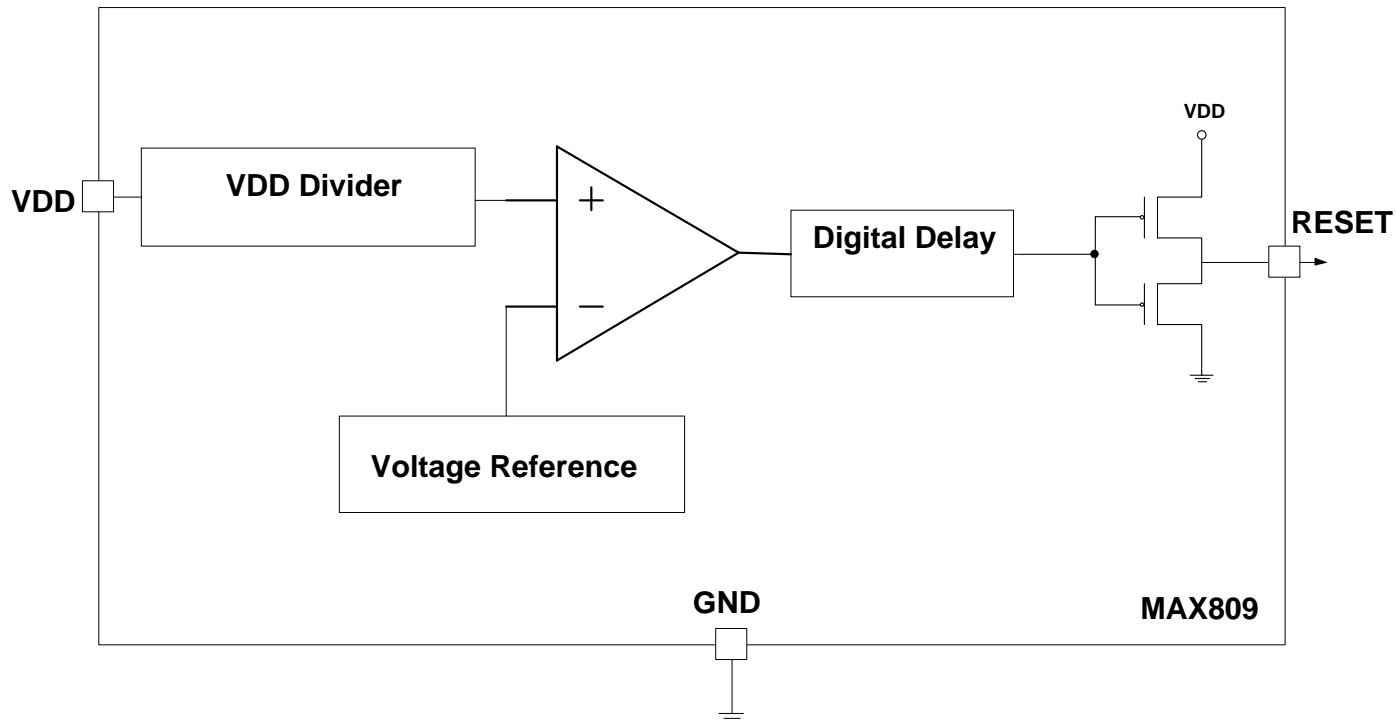 VDD
VDD Divider
+
−
Voltage Reference
Digital Delay
VDD
RESET
GND
MAX809